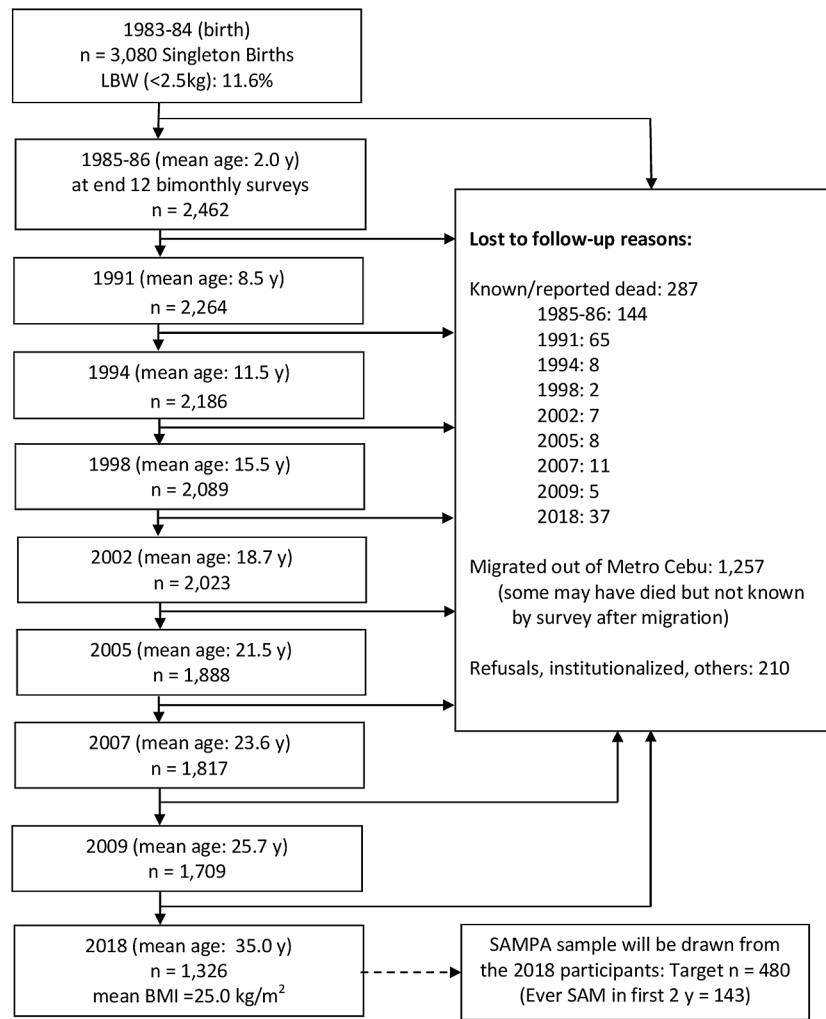 1983-84 (birth)
n = 3,080 Singleton Births
LBW (<2.5kg): 11.6%
1985-86 (mean age: 2.0 y)
at end 12 bimonthly surveys
n = 2,462
1991 (mean age: 8.5 y)
n = 2,264
1994 (mean age: 11.5 y)
n = 2,186
1998 (mean age: 15.5 y)
n = 2,089
2002 (mean age: 18.7 y)
n = 2,023
2005 (mean age: 21.5 y)
n = 1,888
2007 (mean age: 23.6 y)
n = 1,817
2009 (mean age: 25.7 y)
n = 1,709
2018 (mean age:  35.0 y)
n = 1,326
mean BMI =25.0 kg/m²
Lost to follow-up reasons:
Known/reported dead: 287
1985-86: 144
1991: 65
1994: 8
1998: 2
2002: 7
2005: 8
2007: 11
2009: 5
2018: 37
Migrated out of Metro Cebu: 1,257
(some may have died but not known
by survey after migration)
Refusals, institutionalized, others: 210
SAMPA sample will be drawn from
the 2018 participants: Target n = 480
(Ever SAM in first 2 y = 143)